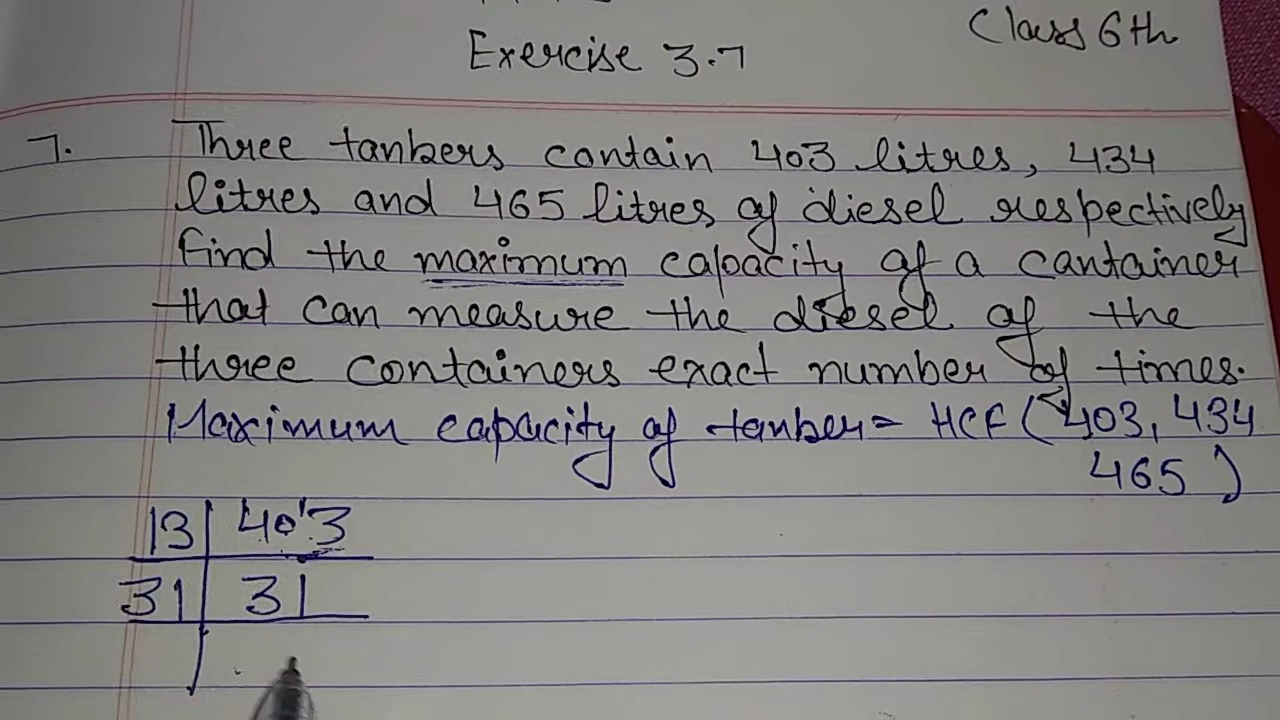 Class 6th
Exercise 3.7
7. Three tankers contain 403 litres, 434
litres and 465 litres of diesel respectively
find the maximum capacity of a cantainer
that can measure the diesel of the
three containers exact number of times.
Maximum capacity of tanker = HCF (403, 434
465)
13 | 403
31 | 31